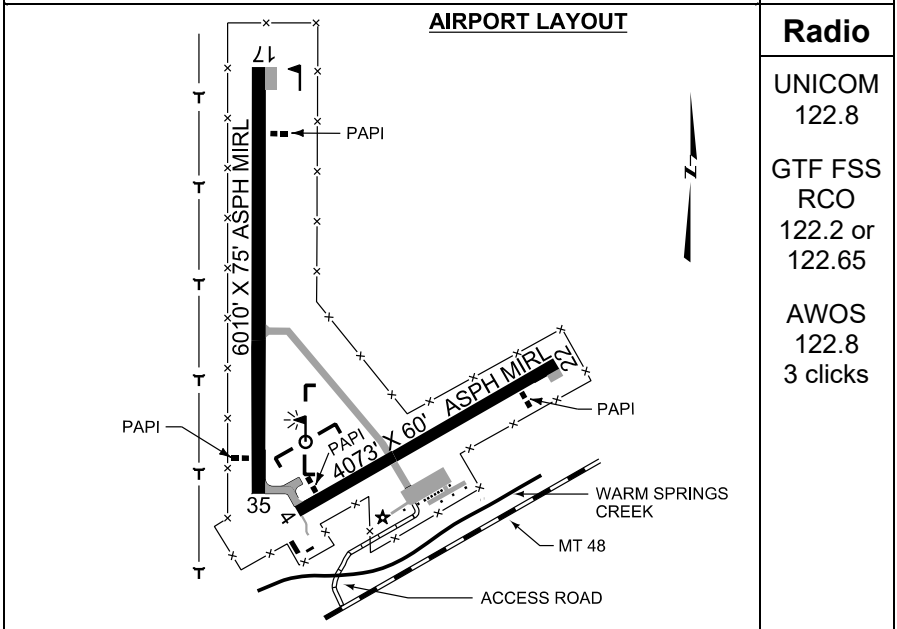 AIRPORT LAYOUT
17
PAPI
6010' X 75' ASPH MIRL
N
PAPI
PAPI
4073' X 60' ASPH MIRL
22
PAPI
35
4
WARM SPRINGS
CREEK
MT 48
ACCESS ROAD
Radio
UNICOM
122.8
GTF FSS
RCO
122.2 or
122.65
AWOS
122.8
3 clicks